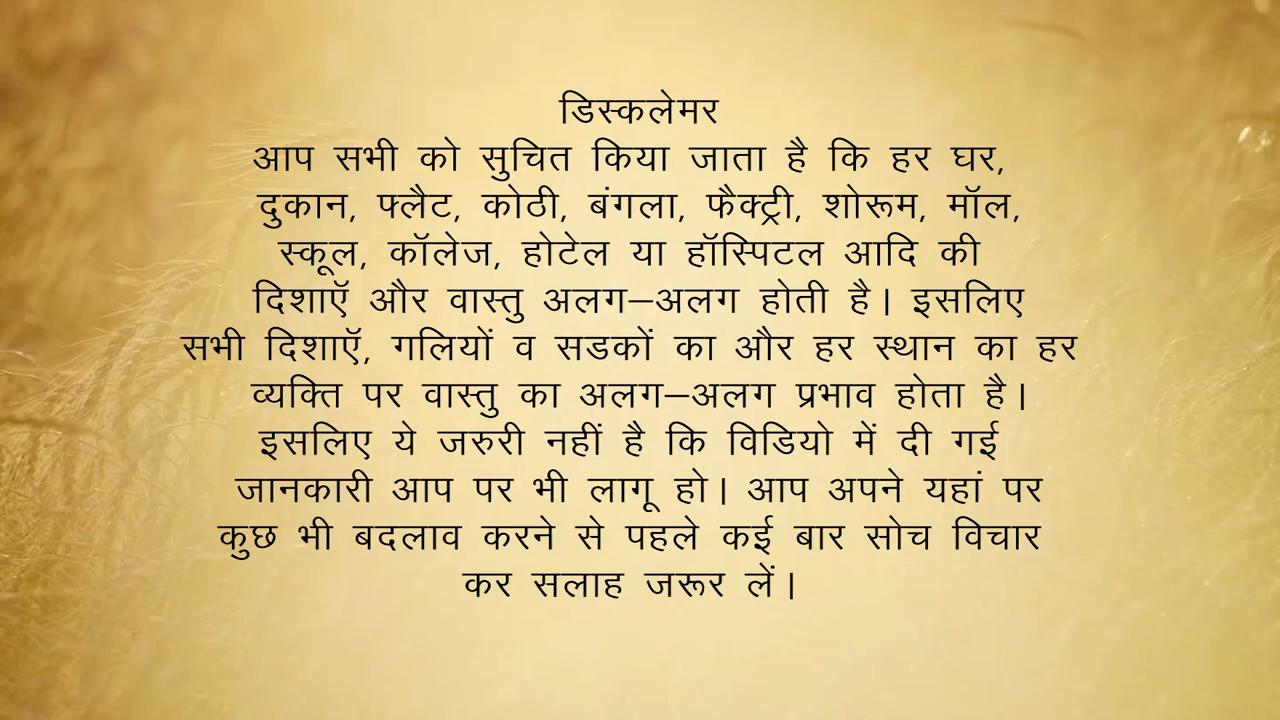 डिस्कलेमर
आप सभी को सुचित किया जाता है कि हर घर,
दुकान, फ्लैट, कोठी, बंगला, फैक्ट्री, शोरूम, मॉल,
स्कूल, कॉलेज, होटेल या हॉस्पिटल आदि की
दिशाऍ और वास्तु अलग–अलग होती है। इसलिए
सभी दिशाऍ, गलियों व सडकों का और हर स्थान का हर
व्यक्ति पर वास्तु का अलग–अलग प्रभाव होता है।
इसलिए ये जरुरी नहीं है कि विडियो में दी गई
जानकारी आप पर भी लागू हो। आप अपने यहां पर
कुछ भी बदलाव करने से पहले कई बार सोच विचार
कर सलाह जरूर लें।